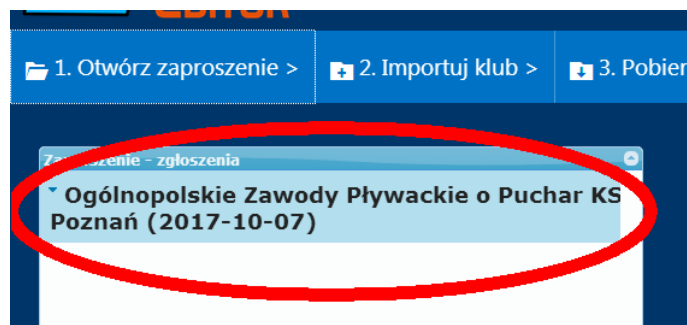 EDITOR
1. Otwórz zaproszenie >
2. Importuj klub >
3. Pobier
Zaproszenie - zgłoszenia
Ogólnopolskie Zawody Pływackie o Puchar KS
Poznań (2017-10-07)